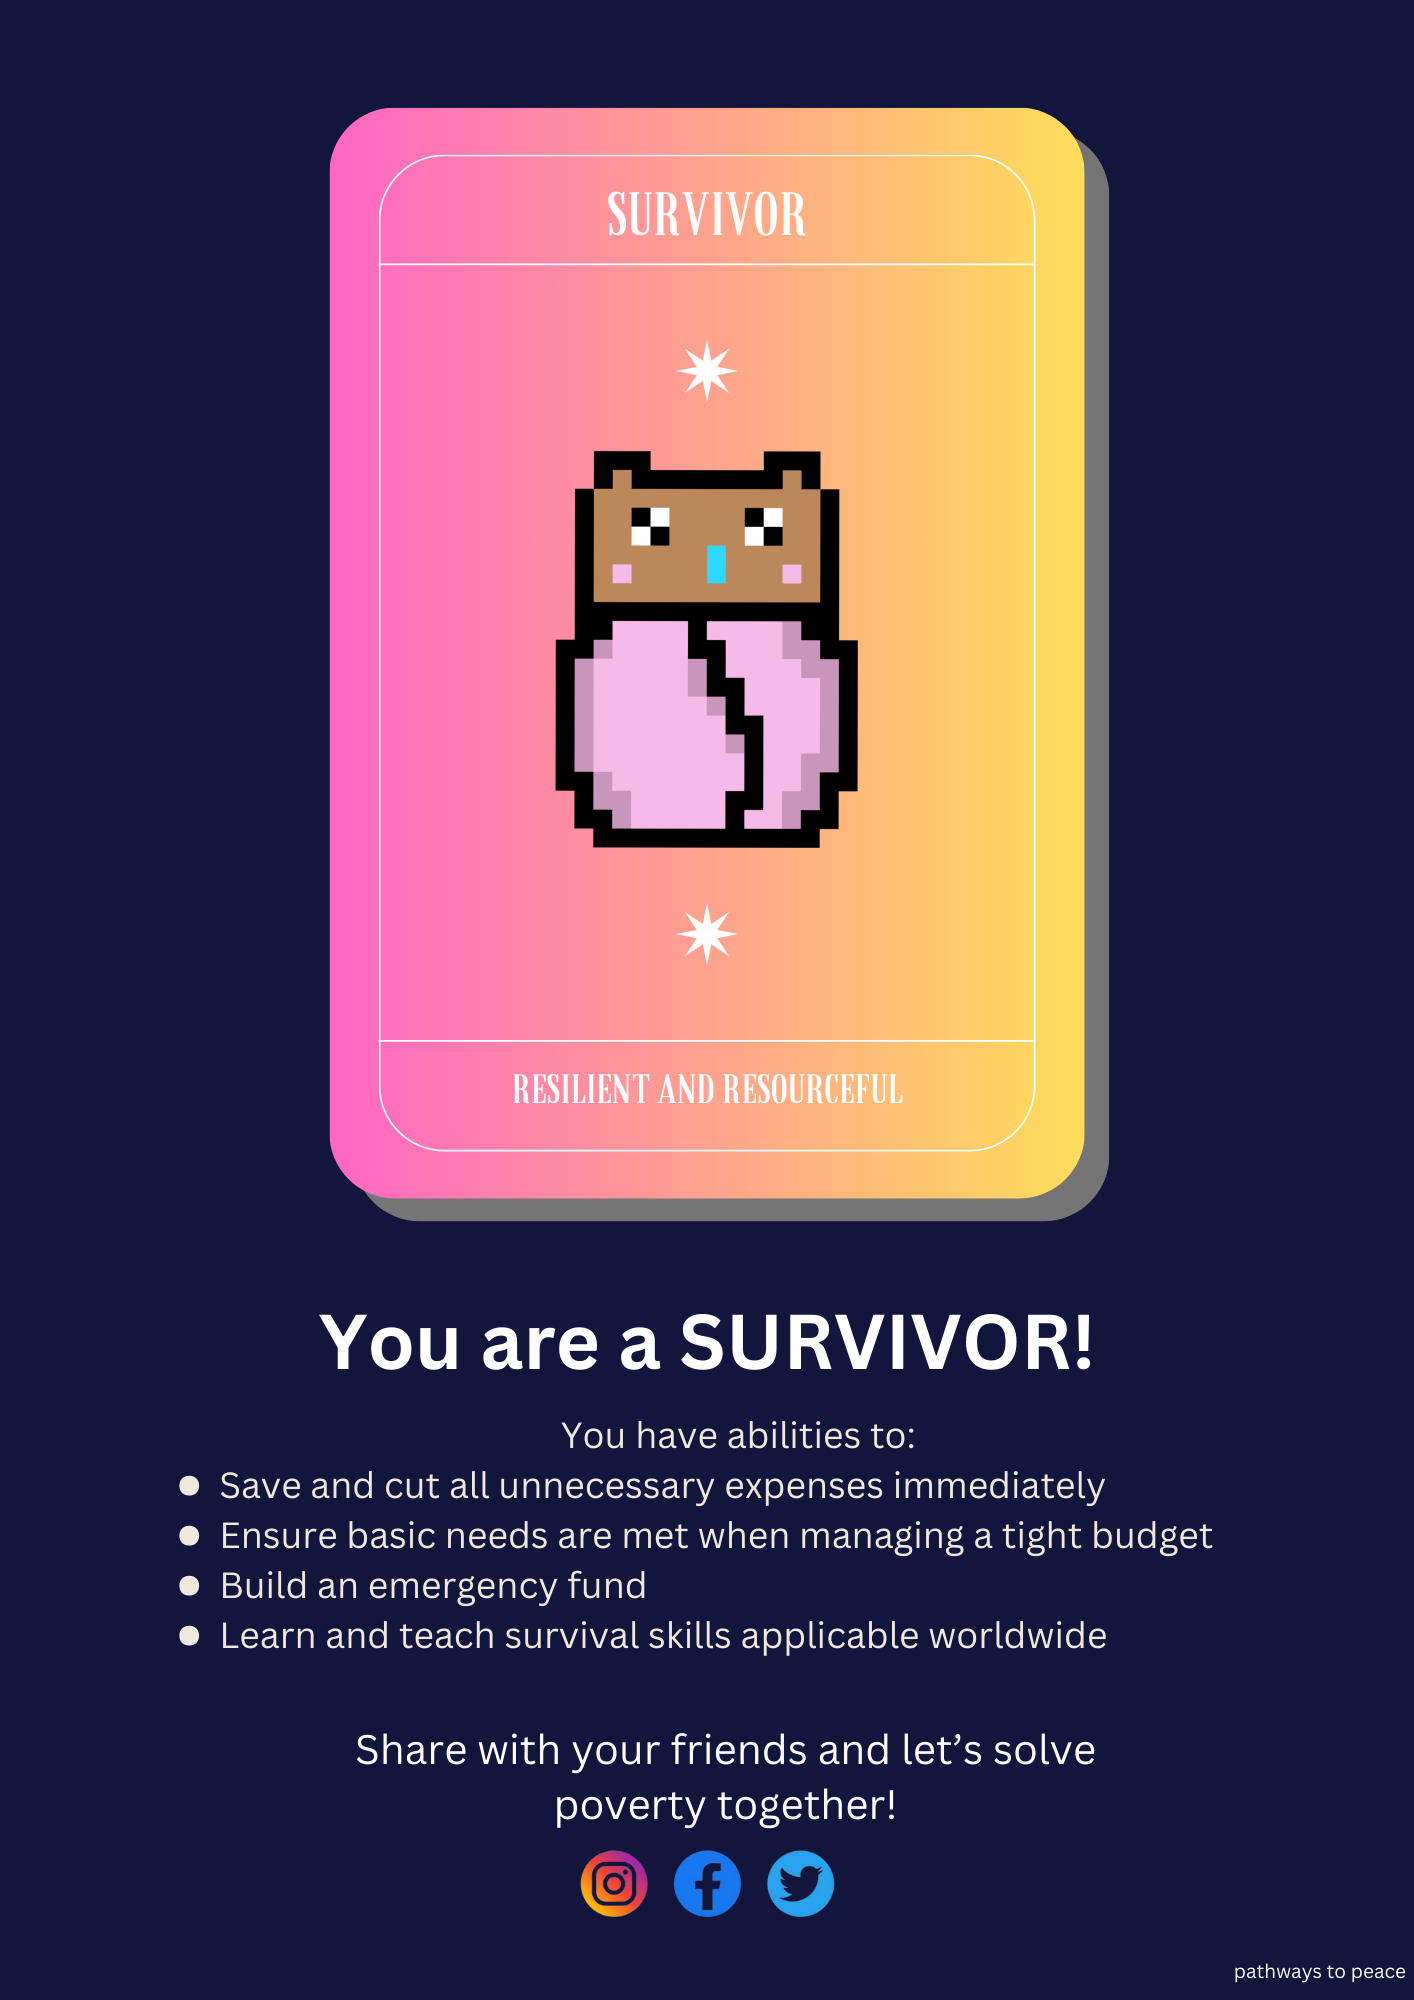 SURVIVOR
RESILIENT AND RESOURCEFUL
You are a SURVIVOR!
You have abilities to:
Save and cut all unnecessary expenses immediately
Ensure basic needs are met when managing a tight budget
Build an emergency fund
Learn and teach survival skills applicable worldwide
Share with your friends and let’s solve
poverty together!
pathways to peace